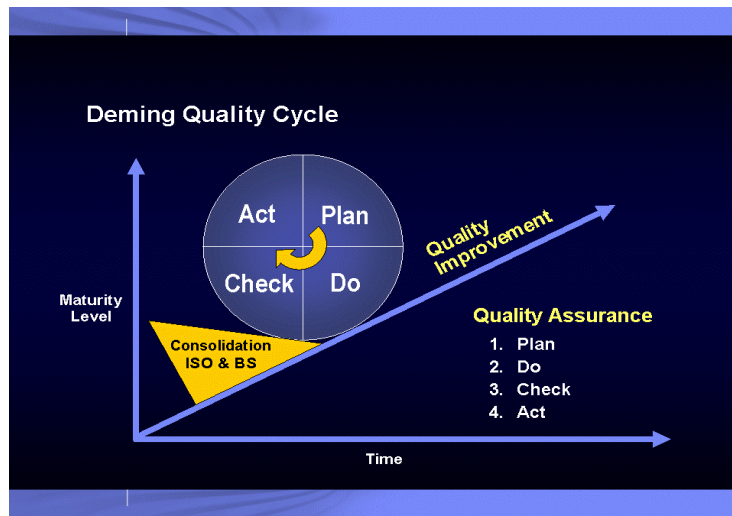 Deming Quality Cycle
Act
Plan
Check
Do
Quality
Improvement
Maturity
Level
Consolidation
ISO & BS
Quality Assurance
1. Plan
2. Do
3. Check
4. Act
Time